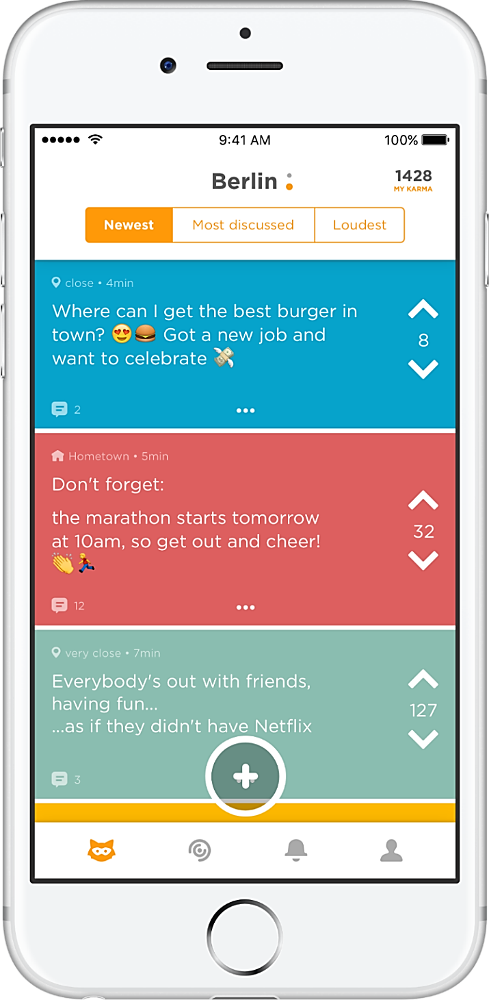 9:41 AM
100%
Berlin
1428
MY KARMA
Newest
Most discussed
Loudest
close • 4min
Where can I get the best burger in
town? 😍🍔 Got a new job and
want to celebrate 💸
8
2
Hometown • 5min
Don't forget:
the marathon starts tomorrow
at 10am, so get out and cheer!
👏🏃
32
12
very close • 7min
Everybody's out with friends,
having fun...
...as if they didn't have Netflix
127
3